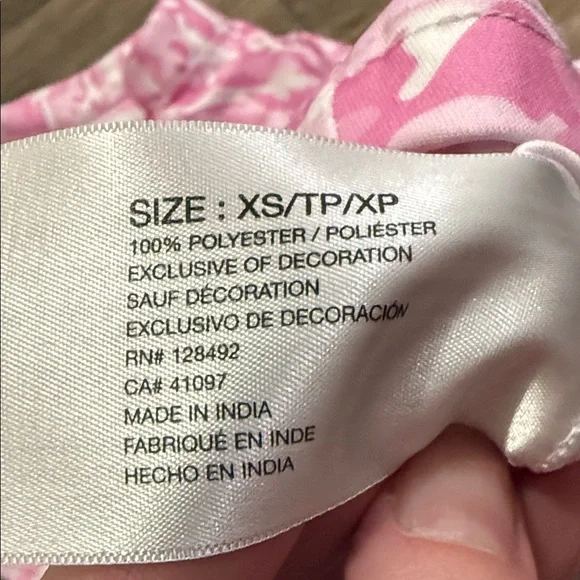 SIZE : XS/TP/XP
100% POLYESTER / POLIÉSTER
EXCLUSIVE OF DECORATION
SAUF DÉCORATION
EXCLUSIVO DE DECORACIÓN
RN# 128492
CA# 41097
MADE IN INDIA
FABRIQUÉ EN INDE
HECHO EN INDIA